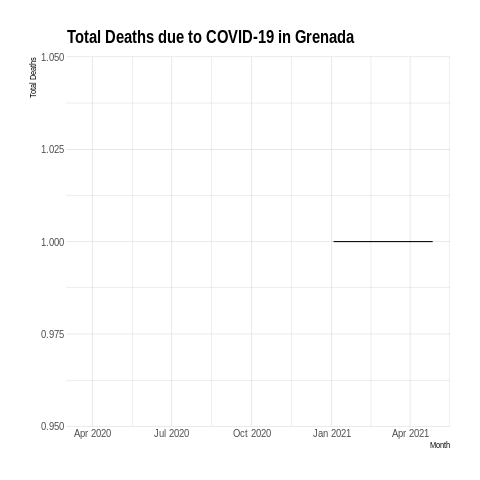 Total Deaths due to COVID-19 in Grenada
Total Deaths
1.050
1.025
1.000
0.975
0.950
Apr 2020 Jul 2020 Oct 2020 Jan 2021 Apr 2021
Month